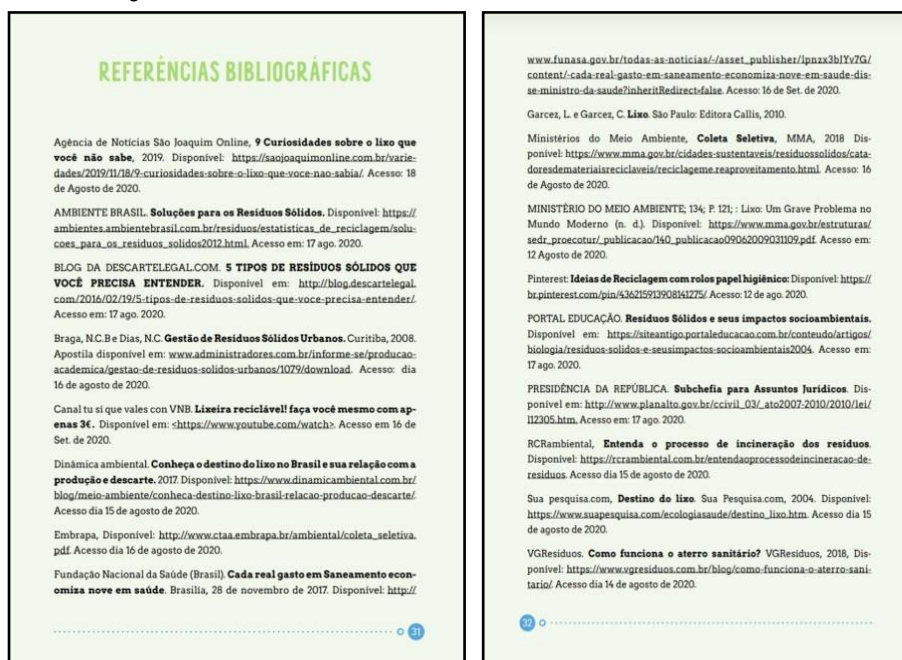 REFERÊNCIAS BIBLIOGRÁFICAS
Agência de Notícias São Joaquim Online, 9 Curiosidades sobre o lixo que
você não sabe, 2019. Disponível: https://saojoaquimonline.com.br/varie-
dades/2019/11/18/9-curiosidades-sobre-o-lixo-que-voce-nao-sabia/. Acesso: 18
de Agosto de 2020.
AMBIENTE BRASIL. Soluções para os Resíduos Sólidos. Disponível: https://
ambientes.ambientebrasil.com.br/residuos/estatisticas_de_reciclagem/solu-
coes_para_os_residuos_solidos2012.html. Acesso em: 17 ago. 2020.
BLOG DA DESCARTELEGAL.COM. 5 TIPOS DE RESÍDUOS SÓLIDOS QUE
VOCÊ PRECISA ENTENDER. Disponível em: http://blog.descartelegal.
com/2016/02/19/5-tipos-de-residuos-solidos-que-voce-precisa-entender/.
Acesso em: 17 ago. 2020.
Braga, N.C.B e Dias, N.C. Gestão de Resíduos Sólidos Urbanos. Curitiba, 2008.
Apostila disponível em: www.administradores.com.br/informe-se/producao-
academica/gestao-de-residuos-solidos-urbanos/1079/download. Acesso: dia
16 de agosto de 2020.
Canal tu sí que vales con VNB. Lixeira reciclável! faça você mesmo com ap-
enas 3€. Disponível em: <https://www.youtube.com/watch>. Acesso em 16 de
Set. de 2020.
Dinâmica ambiental. Conheça o destino do lixo no Brasil e sua relação com a
produção e descarte. 2017. Disponível: https://www.dinamicambiental.com.br/
blog/meio-ambiente/conheca-destino-lixo-brasil-relacao-producao-descarte/.
Acesso dia 15 de agosto de 2020.
Embrapa, Disponível: http://www.ctaa.embrapa.br/ambiental/coleta_seletiva.
pdf. Acesso dia 16 de agosto de 2020.
Fundação Nacional da Saúde (Brasil). Cada real gasto em Saneamento econ-
omiza nove em saúde. Brasília, 28 de novembro de 2017. Disponível: http://
31
www.funasa.gov.br/todas-as-noticias/-/asset_publisher/lpnzx3bJYv7G/
content/-cada-real-gasto-em-saneamento-economiza-nove-em-saude-dis-
se-ministro-da-saude?inheritRedirect=false. Acesso: 16 de Set. de 2020.
Garcez, L. e Garcez, C. Lixo. São Paulo: Editora Callis, 2010.
Ministérios do Meio Ambiente, Coleta Seletiva, MMA, 2018 Dis-
ponível: https://www.mma.gov.br/cidades-sustentaveis/residuossolidos/cata-
doresdemateriaisreciclaveis/reciclageme.reaproveitamento.html. Acesso: 16
de Agosto de 2020.
MINISTÉRIO DO MEIO AMBIENTE; 134; P. 121; : Lixo: Um Grave Problema no
Mundo Moderno (n. d.). Disponível: https://www.mma.gov.br/estruturas/
sedr_proecotur/_publicacao/140_publicacao09062009031109.pdf. Acesso em:
12 Agosto de 2020.
Pinterest: Ideias de Reciclagem com rolos papel higiênico: Disponível: https://
br.pinterest.com/pin/436215913908141275/. Acesso: 12 de ago. de 2020.
PORTAL EDUCAÇÃO. Resíduos Sólidos e seus impactos socioambientais.
Disponível em: https://siteantigo.portaleducacao.com.br/conteudo/artigos/
biologia/residuos-solidos-e-seusimpactos-socioambientais2004. Acesso em:
17 ago. 2020.
PRESIDÊNCIA DA REPÚBLICA. Subchefia para Assuntos Jurídicos. Dis-
ponível em: http://www.planalto.gov.br/ccivil_03/_ato2007-2010/2010/lei/
l12305.htm. Acesso em: 17 ago. 2020.
RCRambiental, Entenda o processo de incineração dos resíduos.
Disponível: https://rcrambiental.com.br/entendaoprocessodeincineracao-de-
residuos. Acesso dia 15 de agosto de 2020.
Sua pesquisa.com, Destino do lixo. Sua Pesquisa.com, 2004. Disponível:
https://www.suapesquisa.com/ecologiasaude/destino_lixo.htm. Acesso dia 15
de agosto de 2020.
VGResiduos. Como funciona o aterro sanitário? VGResíduos, 2018, Dis-
ponível: https://www.vgresiduos.com.br/blog/como-funciona-o-aterro-sani-
tario/. Acesso dia 14 de agosto de 2020.
32